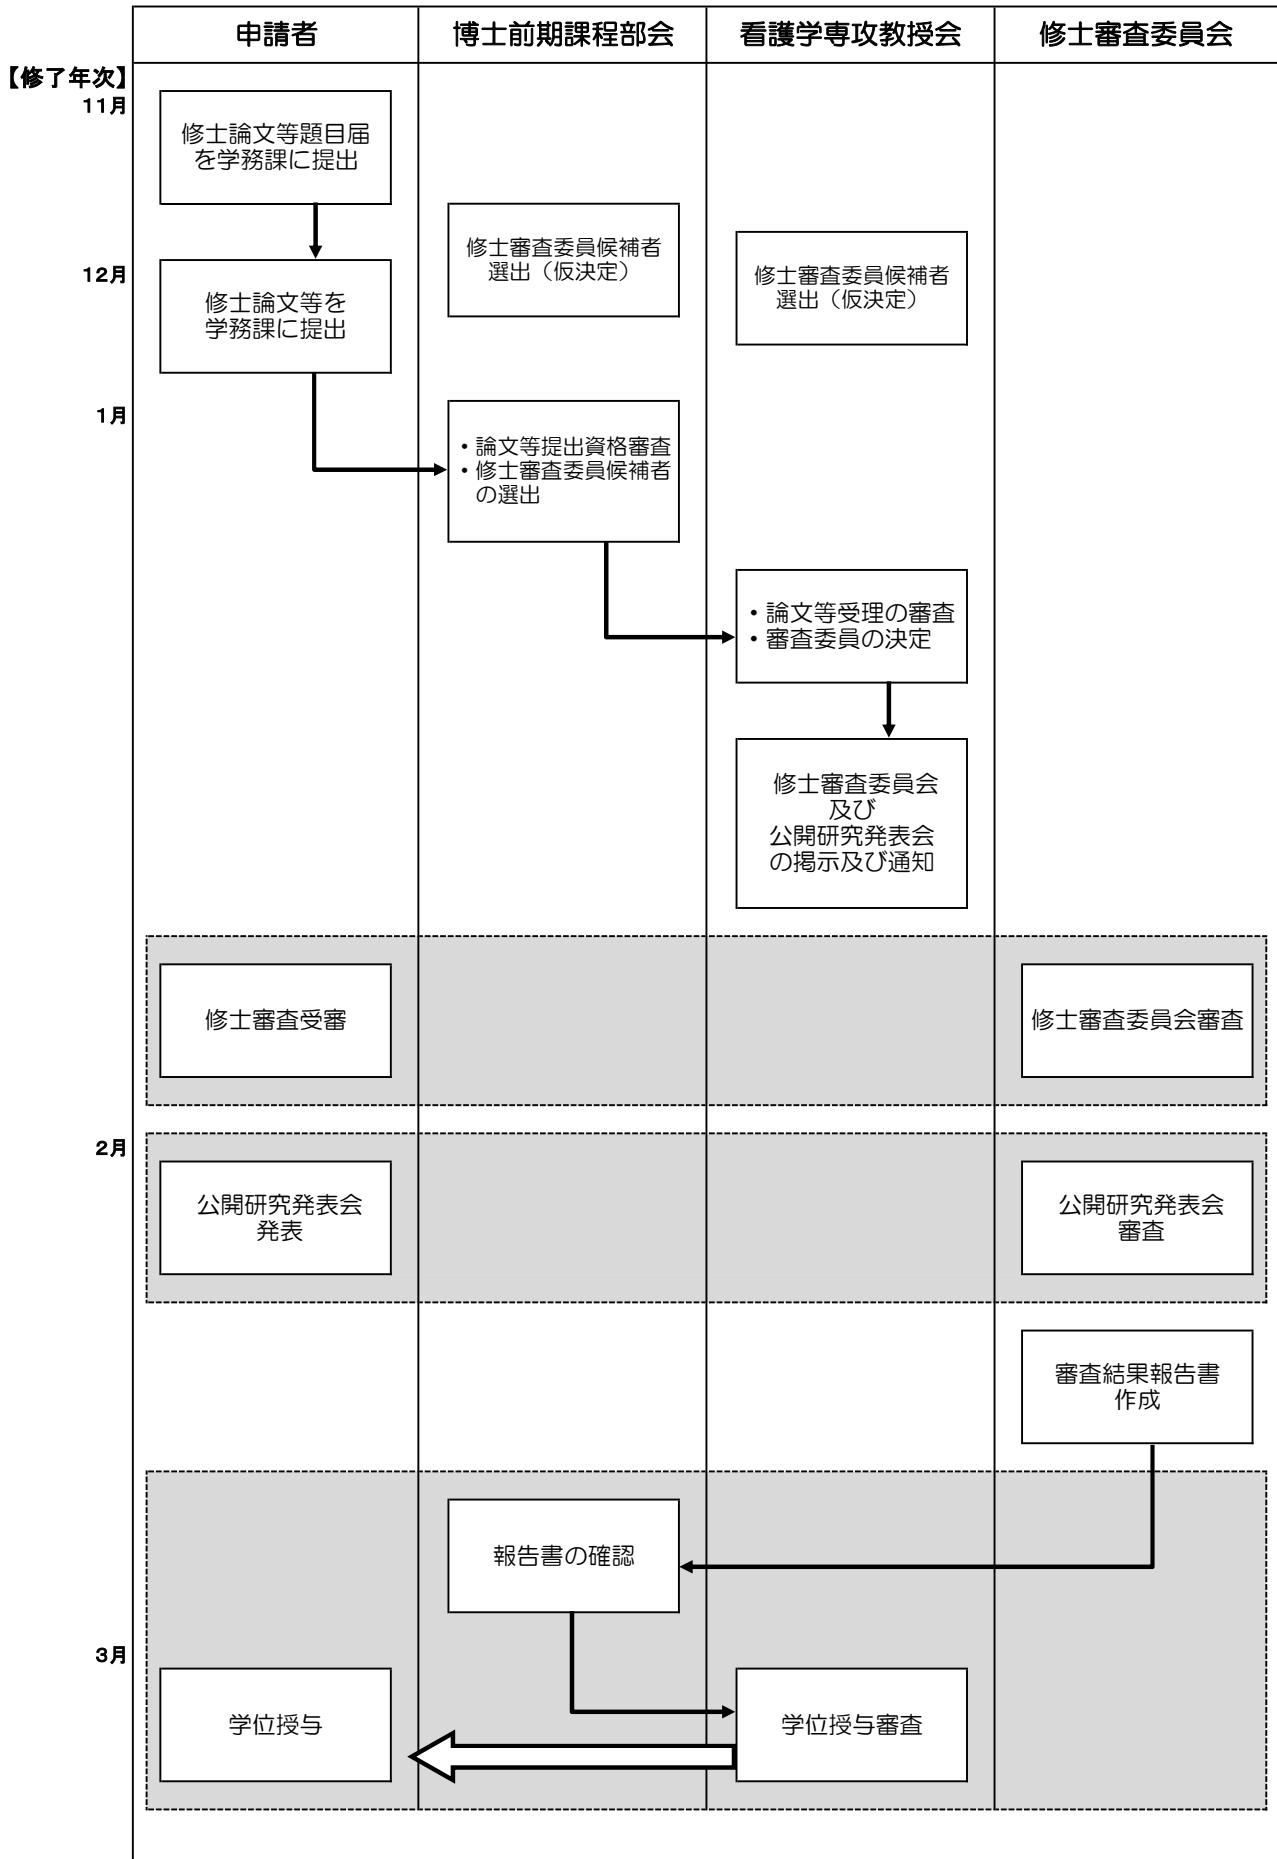 申請者
博士前期課程部会
看護学専攻教授会
修士審査委員会
【修了年次】
11月
修士論文等題目届
を学務課に提出
修士審査委員候補者
選出（仮決定）
修士審査委員候補者
選出（仮決定）
12月
修士論文等を
学務課に提出
1月
・論文等提出資格審査
・修士審査委員候補者
の選出
・論文等受理の審査
・審査委員の決定
修士審査委員会
及び
公開研究発表会
の掲示及び通知
修士審査受審
修士審査委員会審査
2月
公開研究発表会
発表
公開研究発表会
審査
審査結果報告書
作成
報告書の確認
3月
学位授与
学位授与審査